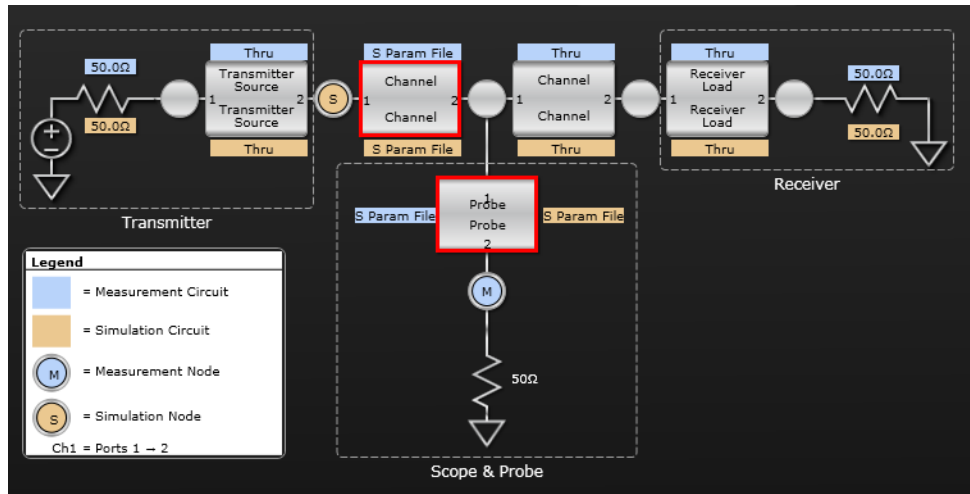 50.0Ω
50.0Ω
Thru
Transmitter
Source
1 2
Transmitter
Source
Thru
S
S Param File
Channel
1 2
Channel
S Param File
Thru
Channel
1 2
Channel
Thru
Thru
Receiver
Load
1 2
Receiver
Load
Thru
50.0Ω
50.0Ω
Transmitter
Receiver
S Param File
1
Probe
Probe
2
S Param File
M
50Ω
Scope & Probe
Legend
= Measurement Circuit
= Simulation Circuit
M = Measurement Node
S = Simulation Node
Ch1 = Ports 1 → 2